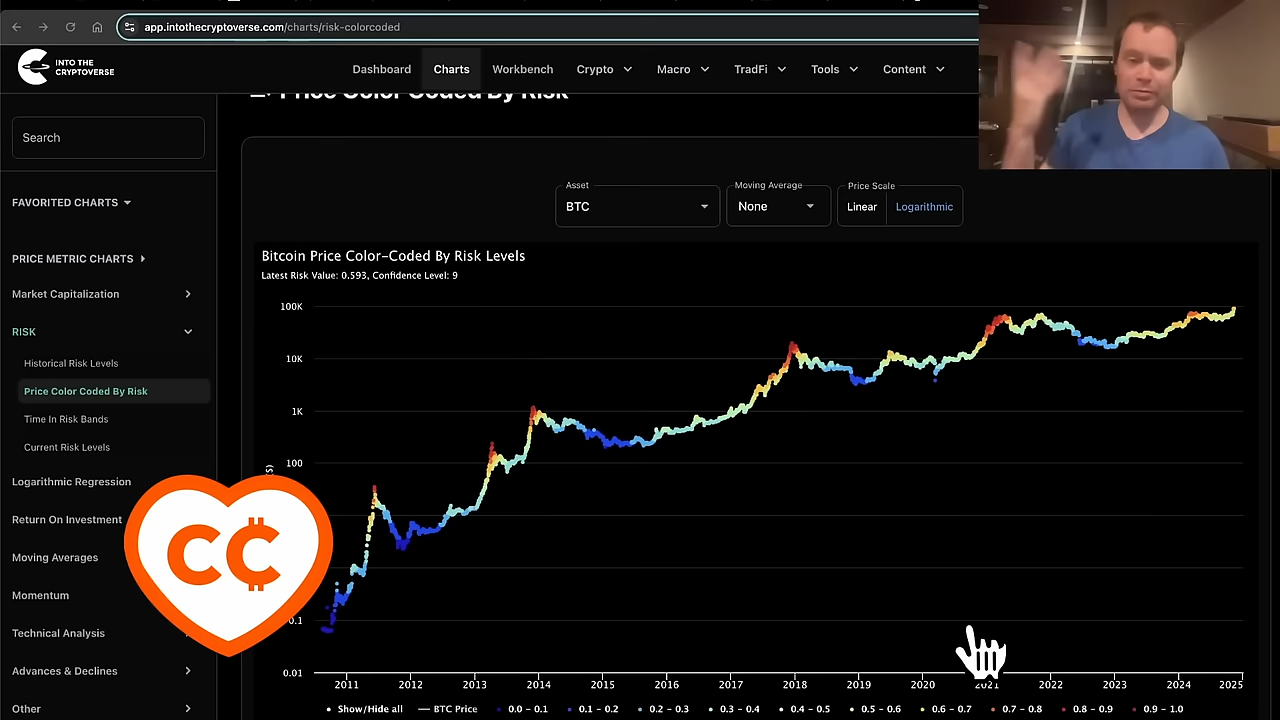 app.intothecryptoverse.com/charts/risk-colorcoded
INTO THE
CRYPTOVERSE
Dashboard
Charts
Workbench
Crypto
Macro
TradFi
Tools
Content
Price Color Coded By Risk
Search
FAVORITED CHARTS
PRICE METRIC CHARTS
Market Capitalization
RISK
Historical Risk Levels
Price Color Coded By Risk
Time In Risk Bands
Current Risk Levels
Logarithmic Regression
Return On Investment
Moving Averages
Momentum
Technical Analysis
Advances & Declines
Other
Asset
BTC
Moving Average
None
Price Scale
Linear
Logarithmic
Bitcoin Price Color-Coded By Risk Levels
Latest Risk Value: 0.593, Confidence Level: 9
100K
10K
1K
100
0.1
0.01
2011
2012
2013
2014
2015
2016
2017
2018
2019
2020
2021
2022
2023
2024
2025
Show/Hide all
BTC Price
0.0 - 0.1
0.1 - 0.2
0.2 - 0.3
0.3 - 0.4
0.4 - 0.5
0.5 - 0.6
0.6 - 0.7
0.7 - 0.8
0.8 - 0.9
0.9 - 1.0
C₵